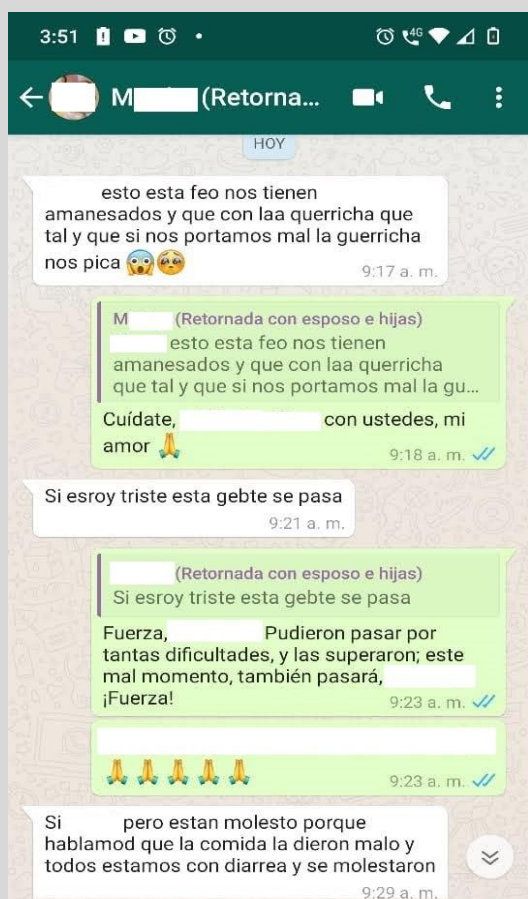 3:51
4G
M (Retorna...
HOY
esto esta feo nos tienen
amanesados y que con laa querricha que
tal y que si nos portamos mal la guerricha
nos pica 😱🥺
9:17 a. m.
M (Retornada con esposo e hijas)
esto esta feo nos tienen
amanesados y que con laa querricha
que tal y que si nos portamos mal la gu...
Cuídate, con ustedes, mi
amor 🙏
9:18 a. m.
Si esroy triste esta gebte se pasa
9:21 a. m.
(Retornada con esposo e hijas)
Si esroy triste esta gebte se pasa
Fuerza, Pudieron pasar por
tantas dificultades, y las superaron; este
mal momento, también pasará,
¡Fuerza!
9:23 a. m.
🙏🙏🙏🙏🙏
9:23 a. m.
Si pero estan molesto porque
hablamod que la comida la dieron malo y
todos estamos con diarrea y se molestaron
9:29 a. m.